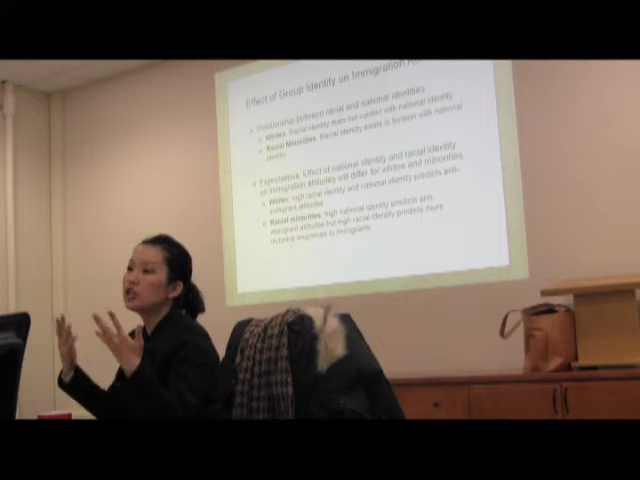 Effect of Group Identity on Immigration
Relationship between racial and national identities
Whites: Racial identity does not conflict with national identity
Racial Minorities: Racial identity exists in tension with national
identity
Expectations: Effect of national identity and racial identity
on immigration attitudes will differ for whites and minorities
Whites: high racial identity and national identity predicts anti-
immigrant attitudes
Racial minorities: high national identity predicts anti-
immigrant attitudes but high racial identity predicts more
inclusive responses to immigrants